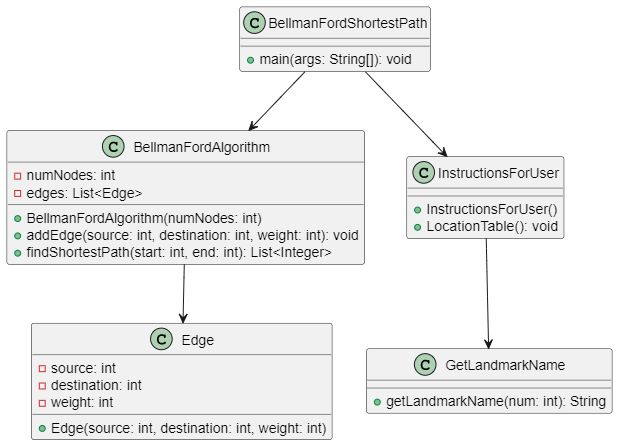 C BellmanFordShortestPath
main(args: String[]): void
C BellmanFordAlgorithm
numNodes: int
edges: List<Edge>
BellmanFordAlgorithm(numNodes: int)
addEdge(source: int, destination: int, weight: int): void
findShortestPath(start: int, end: int): List<Integer>
C InstructionsForUser
InstructionsForUser()
LocationTable(): void
C Edge
source: int
destination: int
weight: int
Edge(source: int, destination: int, weight: int)
C GetLandmarkName
getLandmarkName(num: int): String